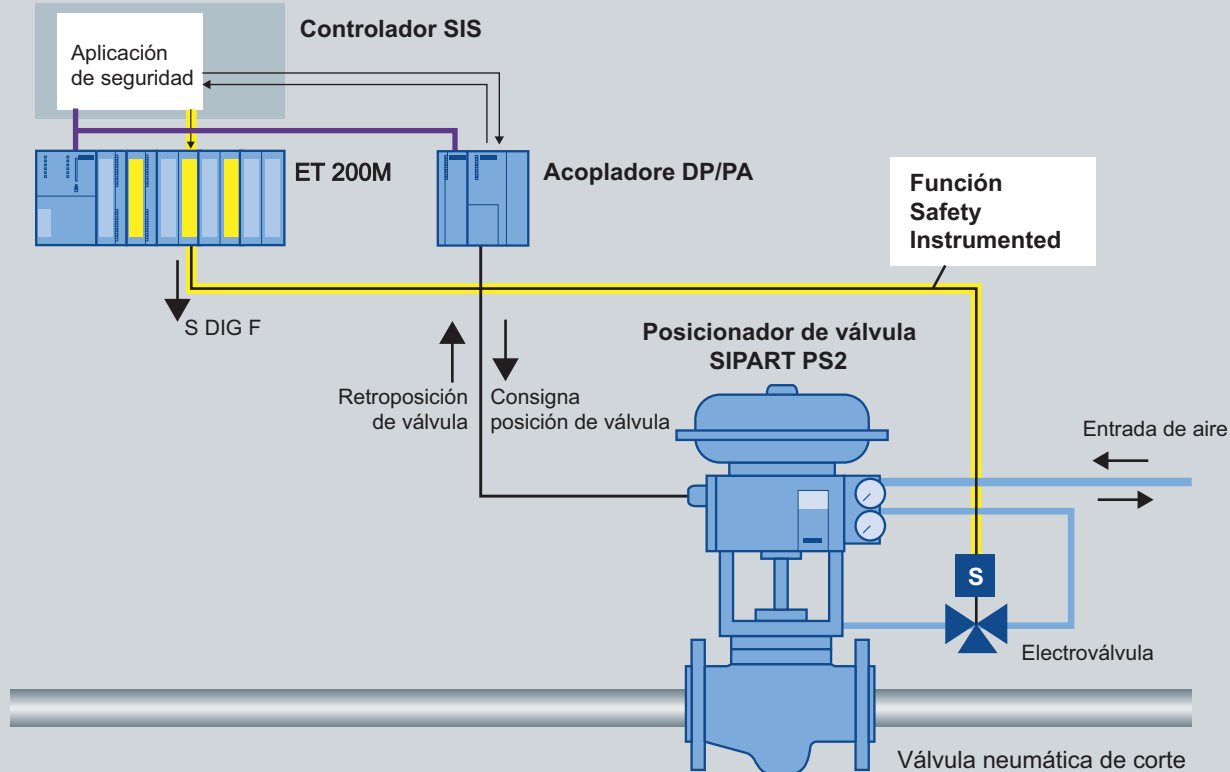 Controlador SIS
Aplicación
de seguridad
ET 200M
Acopladore DP/PA
Función
Safety
Instrumented
S DIG F
Posicionador de válvula
SIPART PS2
Retroposición
de válvula
Consigna
posición de válvula
Entrada de aire
S
Electroválvula
Válvula neumática de corte